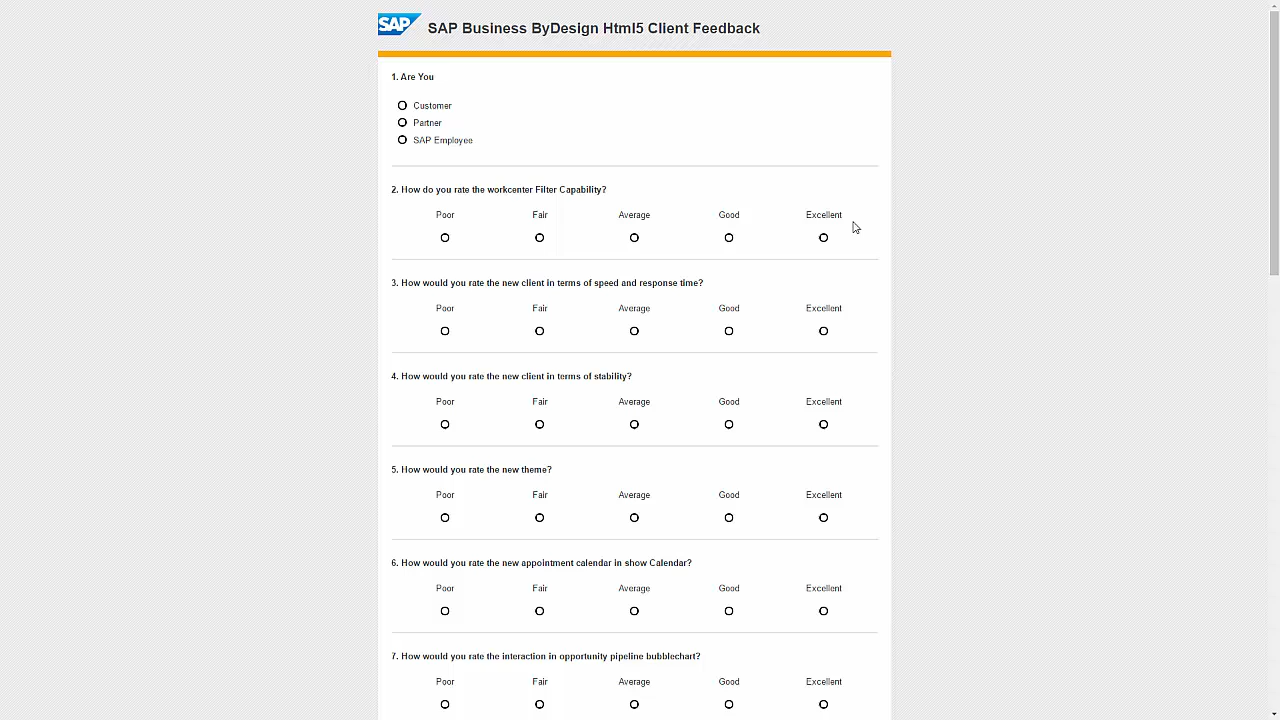 SAP SAP Business ByDesign Html5 Client Feedback
1. Are You
Customer
Partner
SAP Employee
2. How do you rate the workcenter Filter Capability?
Poor Fair Average Good Excellent
3. How would you rate the new client in terms of speed and response time?
Poor Fair Average Good Excellent
4. How would you rate the new client in terms of stability?
Poor Fair Average Good Excellent
5. How would you rate the new theme?
Poor Fair Average Good Excellent
6. How would you rate the new appointment calendar in show Calendar?
Poor Fair Average Good Excellent
7. How would you rate the interaction in opportunity pipeline bubblechart?
Poor Fair Average Good Excellent